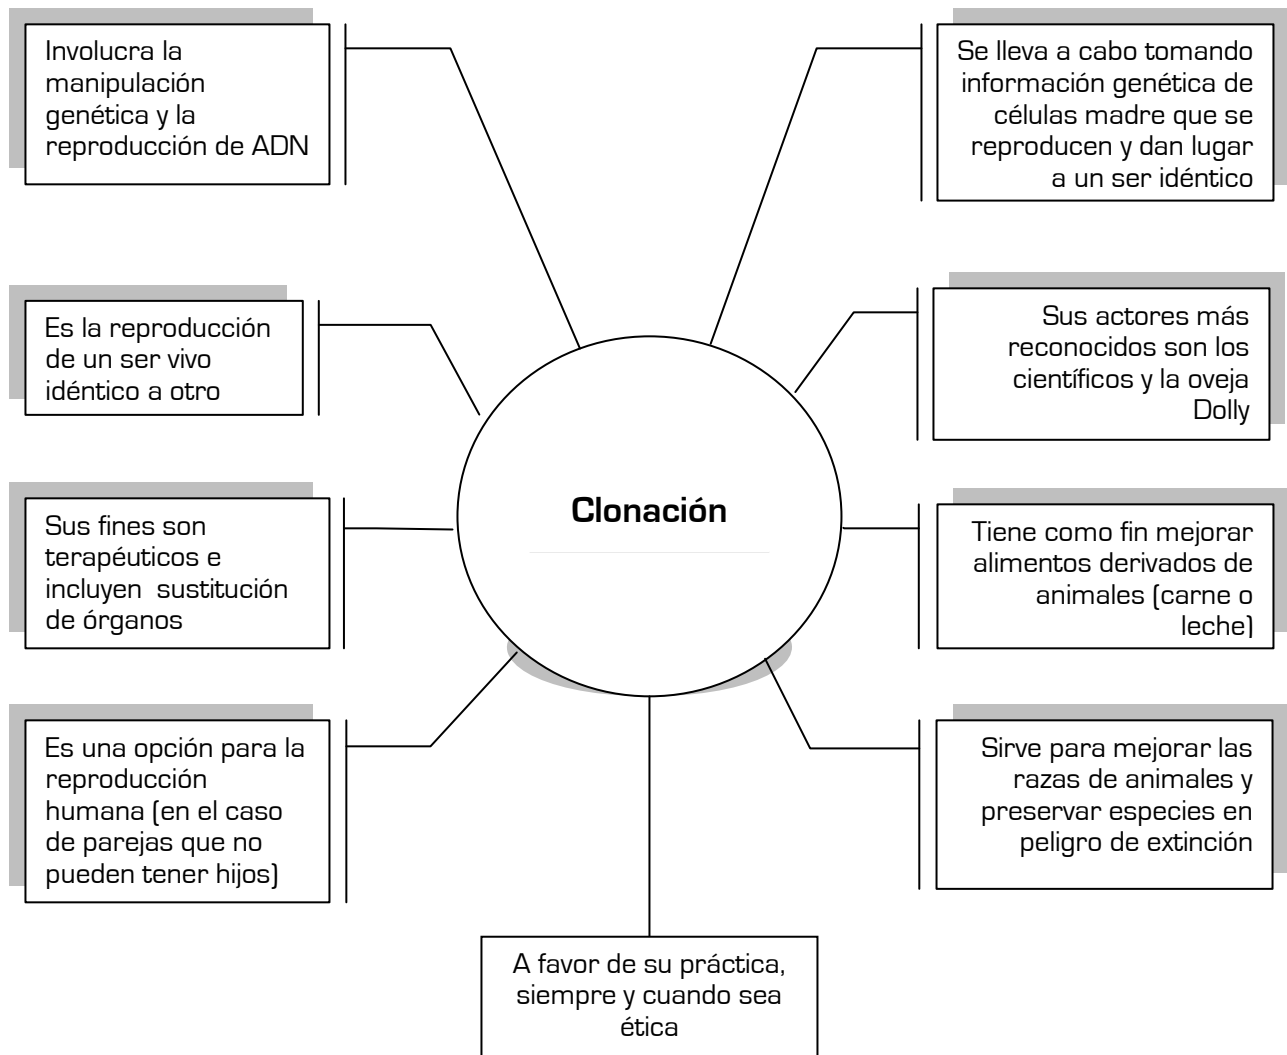 Involucra la
manipulación
genética y la
reproducción de ADN
Se lleva a cabo tomando
información genética de
células madre que se
reproducen y dan lugar
a un ser idéntico
Es la reproducción
de un ser vivo
idéntico a otro
Sus actores más
reconocidos son los
científicos y la oveja
Dolly
Clonación
Sus fines son
terapéuticos e
incluyen sustitución
de órganos
Tiene como fin mejorar
alimentos derivados de
animales (carne o
leche)
Es una opción para la
reproducción
humana (en el caso
de parejas que no
pueden tener hijos)
Sirve para mejorar las
razas de animales y
preservar especies en
peligro de extinción
A favor de su práctica,
siempre y cuando sea
ética